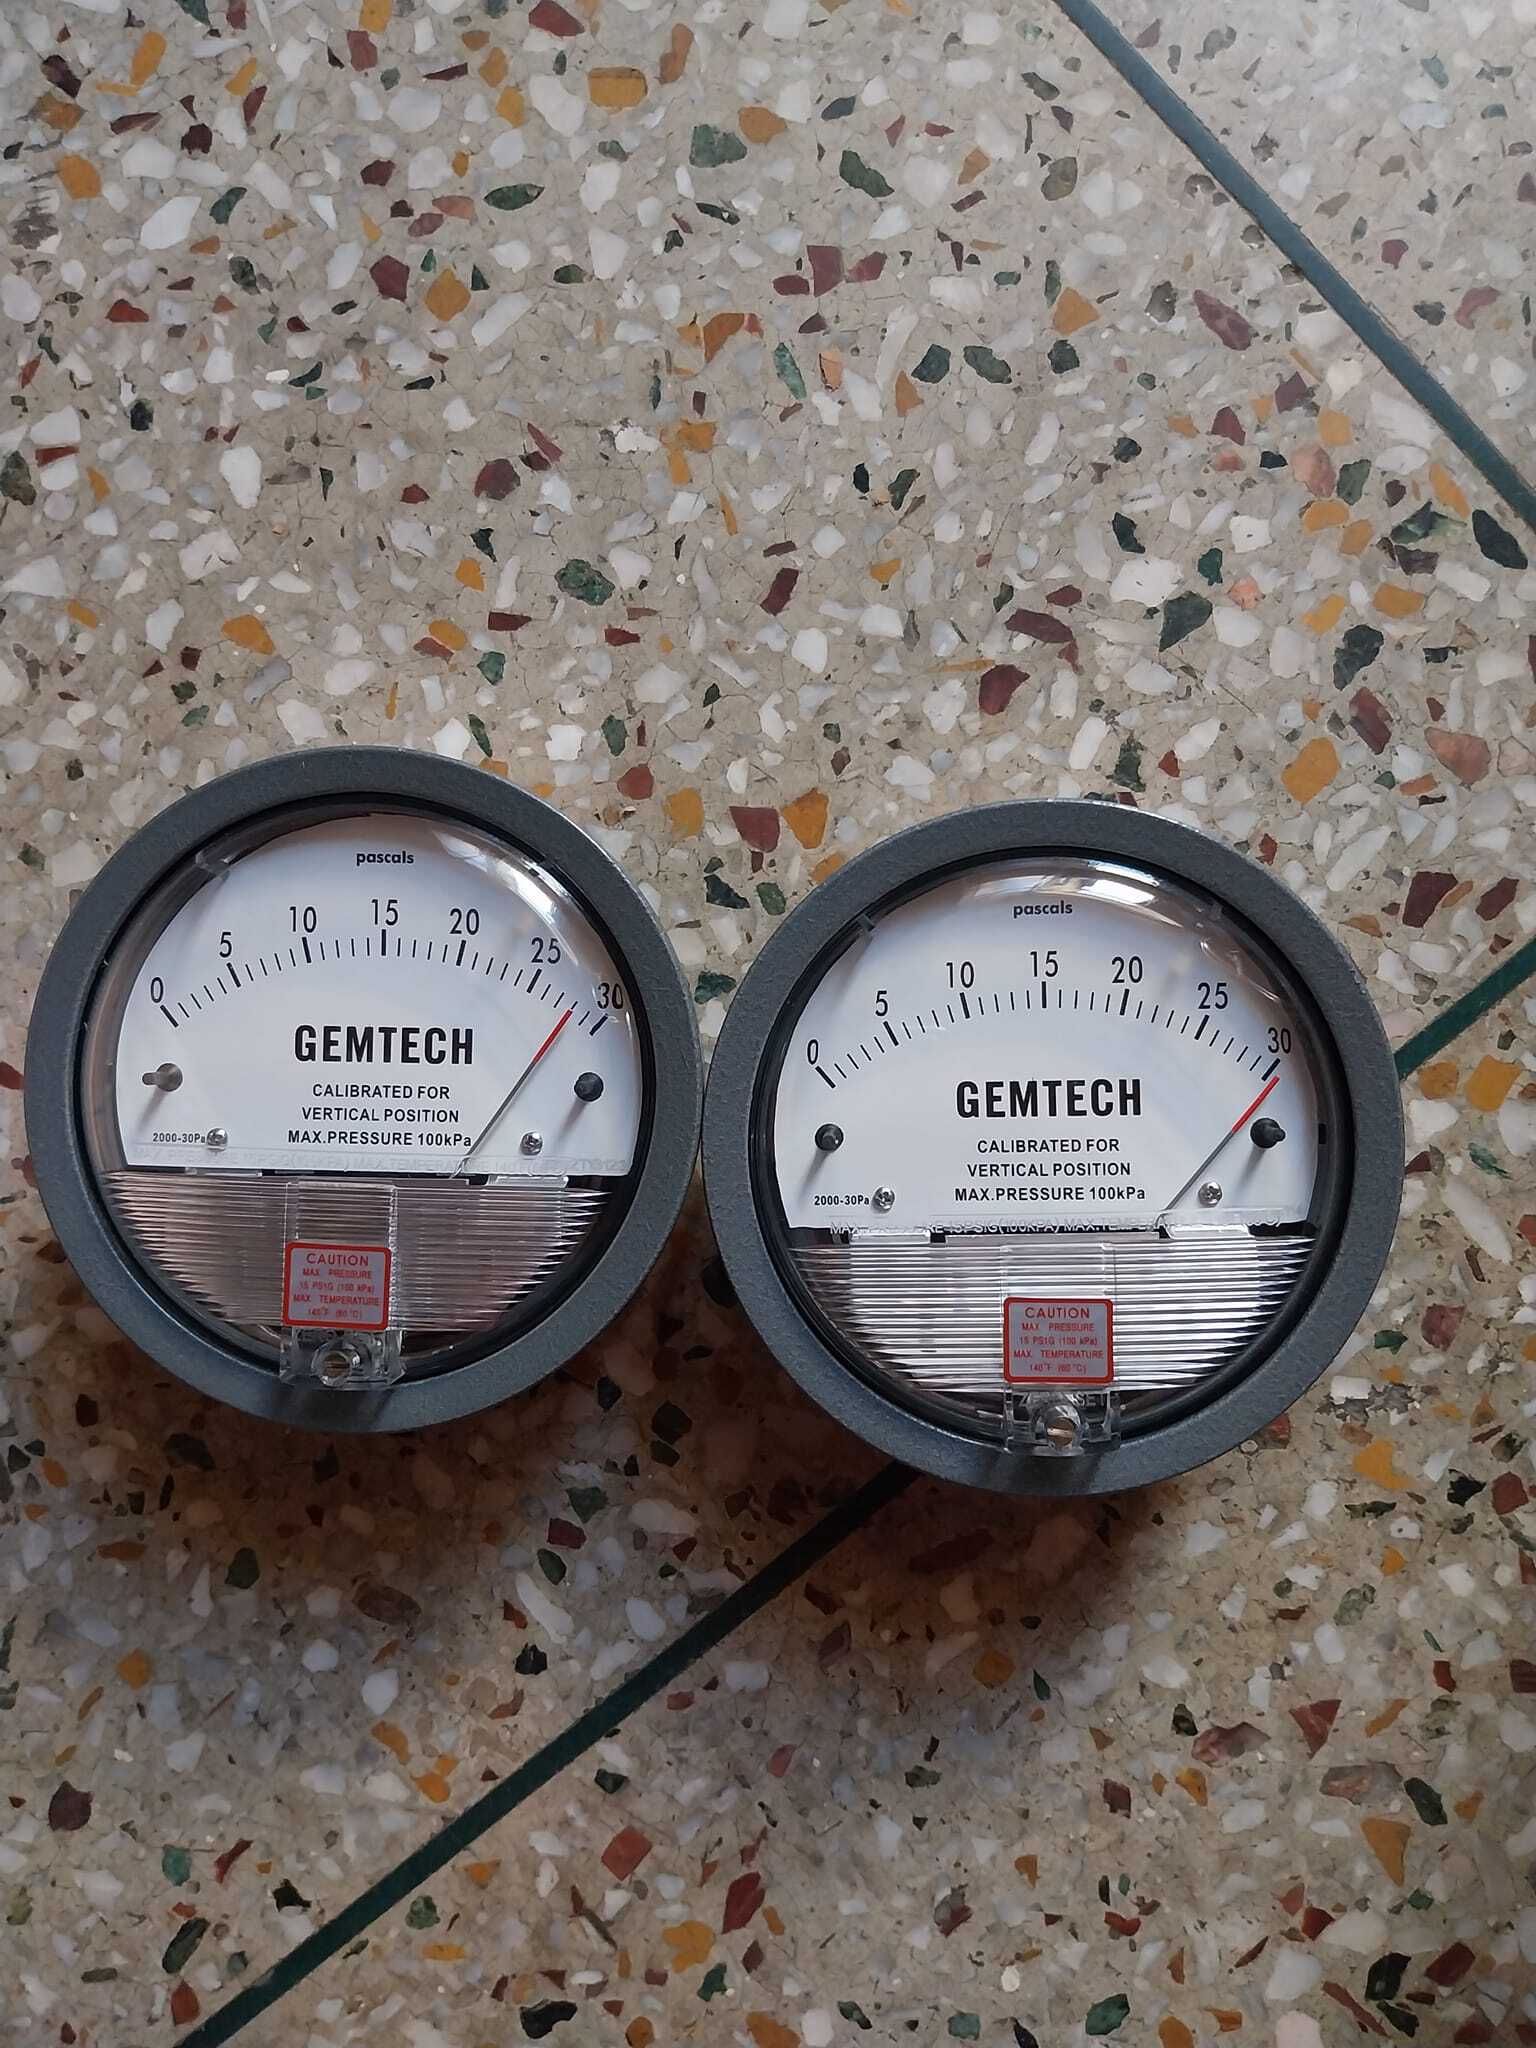 pascals
0 5 10 15 20 25 30
GEMTECH
CALIBRATED FOR
VERTICAL POSITION
MAX.PRESSURE 100kPa
2000-30Pa
CAUTION
MAX. PRESSURE
15 PSIG (100 kPa)
MAX. TEMPERATURE
140°F (60°C)
pascals
0 5 10 15 20 25 30
GEMTECH
CALIBRATED FOR
VERTICAL POSITION
MAX.PRESSURE 100kPa
2000-30Pa
CAUTION
MAX. PRESSURE
15 PSIG (100 kPa)
MAX. TEMPERATURE
140°F (60°C)